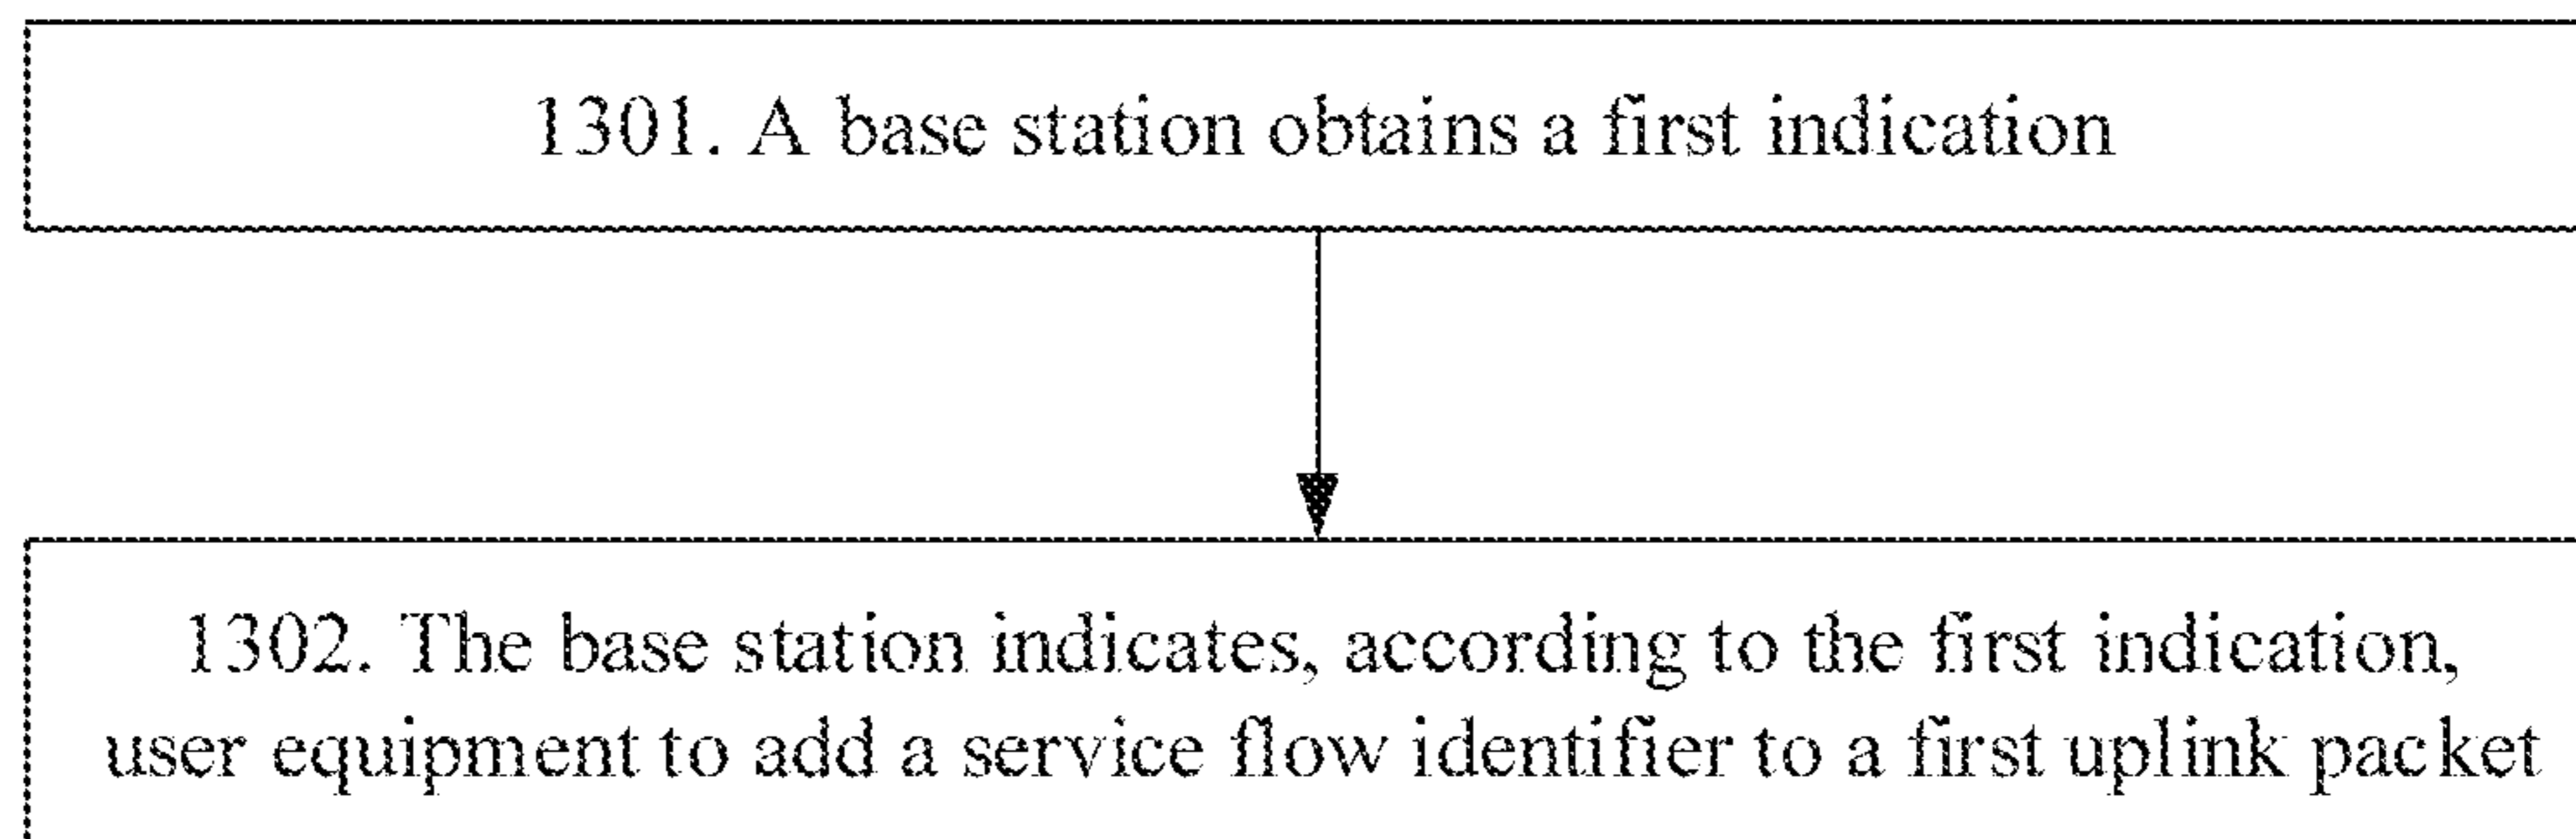 1301. A base station obtains a first indication
1302. The base station indicates, according to the first indication,
user equipment to add a service flow identifier to a first uplink packet